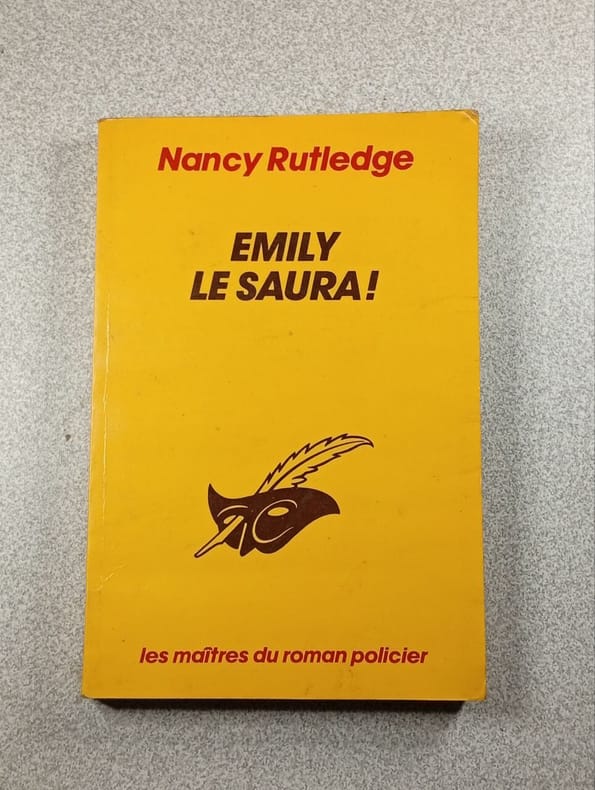 Nancy Rutledge
EMILY
LE SAURA!
les maîtres du roman policier